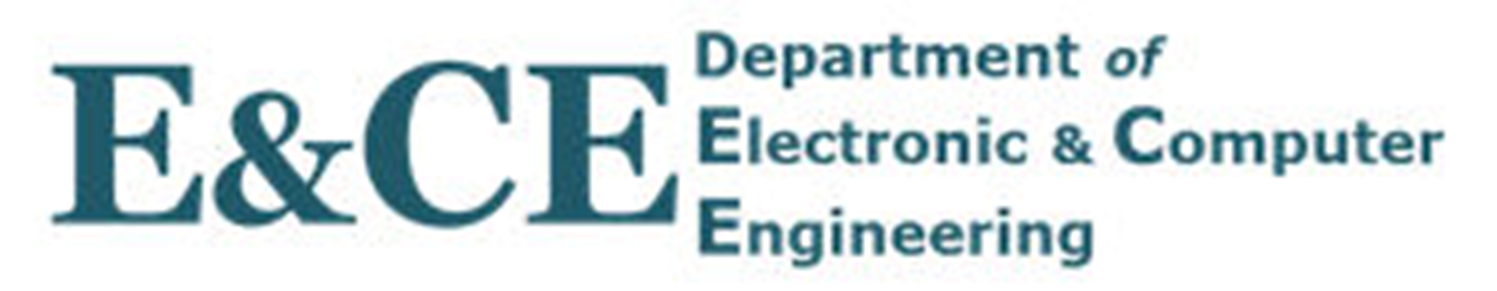 E&CE
Department of
Electronic & Computer
Engineering